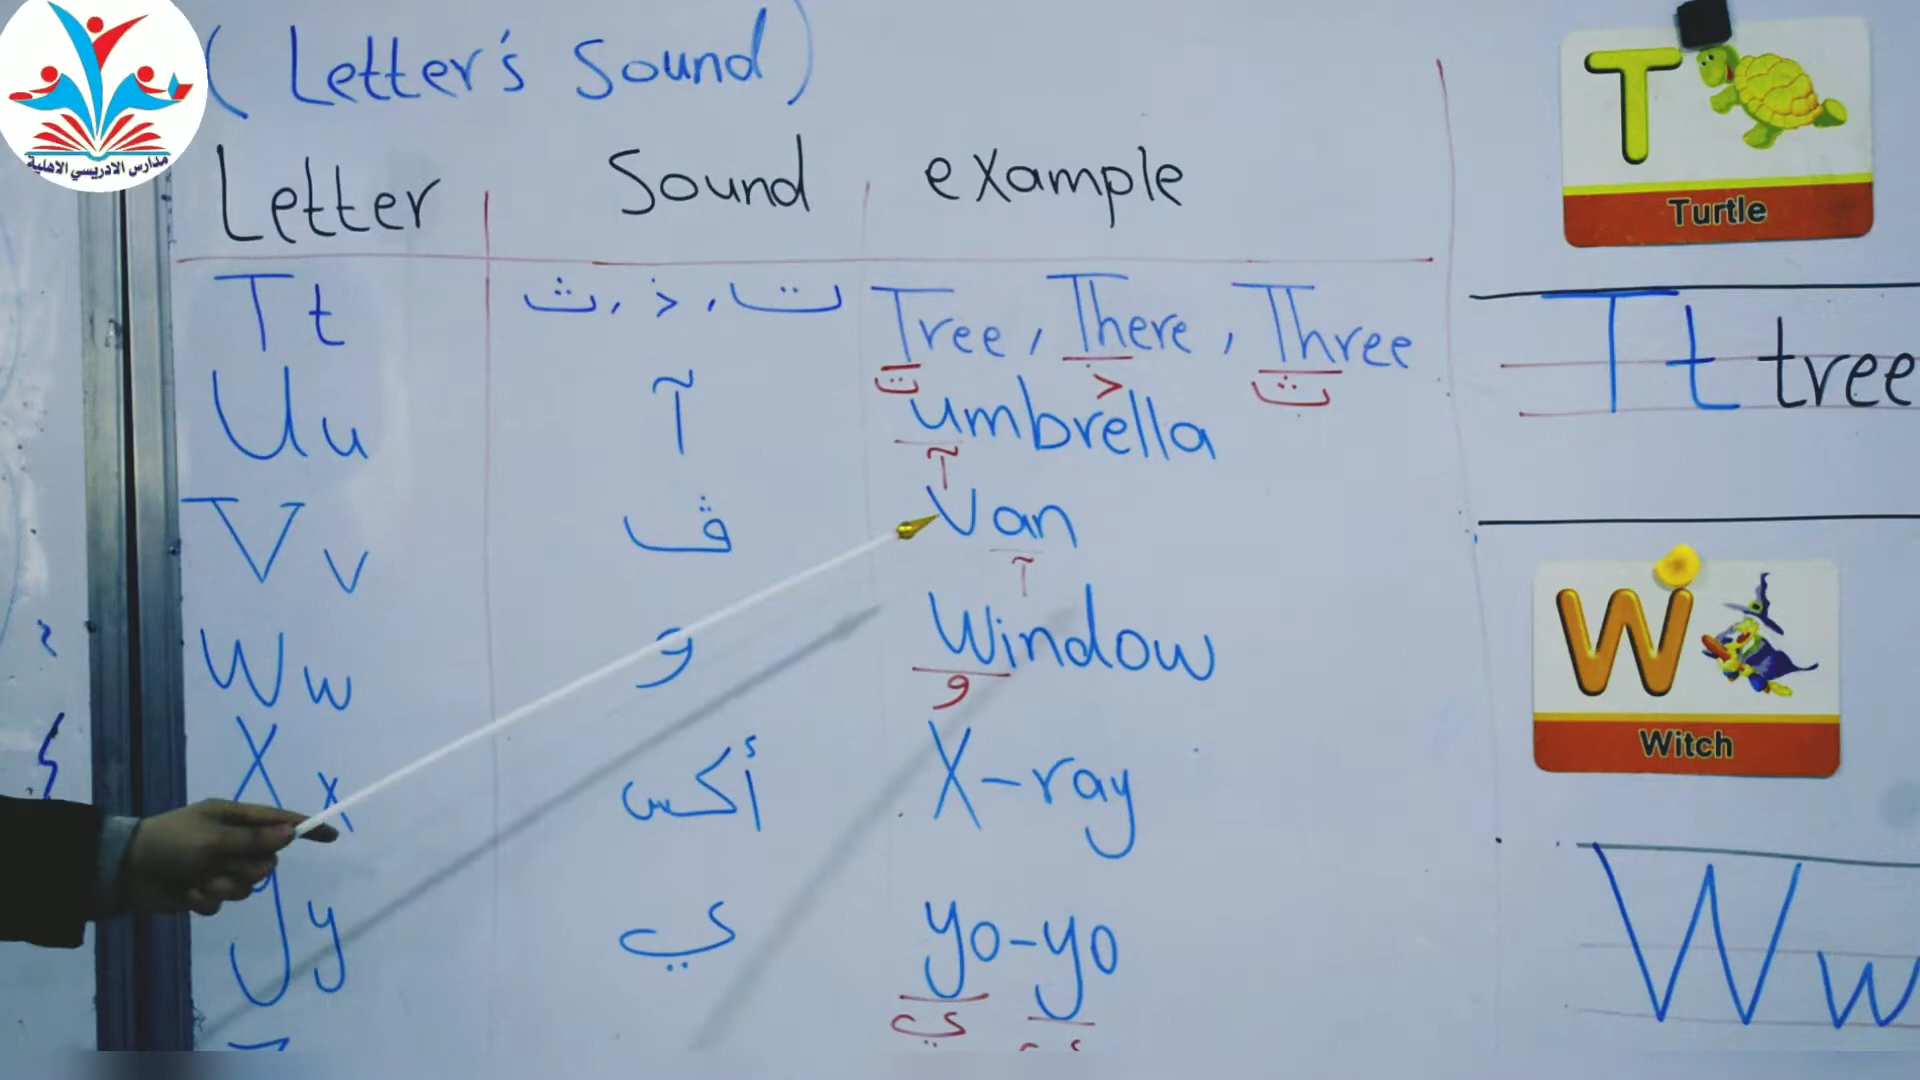 (Letter's Sound)
مدارس الادريسي الاهلية
Letter Sound example
Tt ت ، ذ ، ث Tree, There, Three
ت ذ ث
Uu آ umbrella
آ
Vv ڤ Van
آ
Ww و Window
و
Xx أكس X-ray
Yy ي yo-yo
ي
T
Turtle
Tt tree
W
Witch
Ww